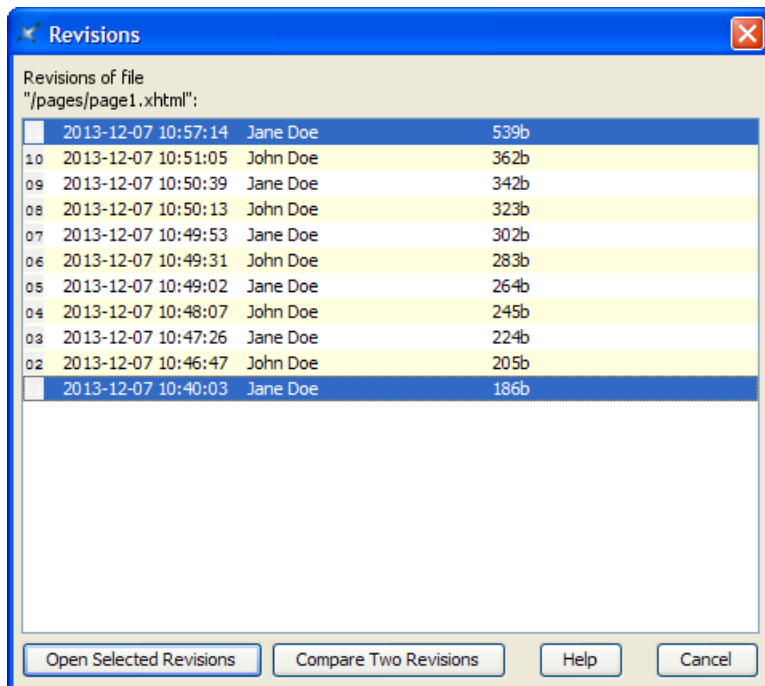 Revisions
Revisions of file
"/pages/page1.xhtml":
11 2013-12-07 10:57:14 Jane Doe 539b
10 2013-12-07 10:51:05 John Doe 362b
09 2013-12-07 10:50:39 Jane Doe 342b
08 2013-12-07 10:50:13 John Doe 323b
07 2013-12-07 10:49:53 Jane Doe 302b
06 2013-12-07 10:49:31 John Doe 283b
05 2013-12-07 10:49:02 Jane Doe 264b
04 2013-12-07 10:48:07 John Doe 245b
03 2013-12-07 10:47:26 Jane Doe 224b
02 2013-12-07 10:46:47 John Doe 205b
01 2013-12-07 10:40:03 Jane Doe 186b
Open Selected Revisions Compare Two Revisions Help Cancel